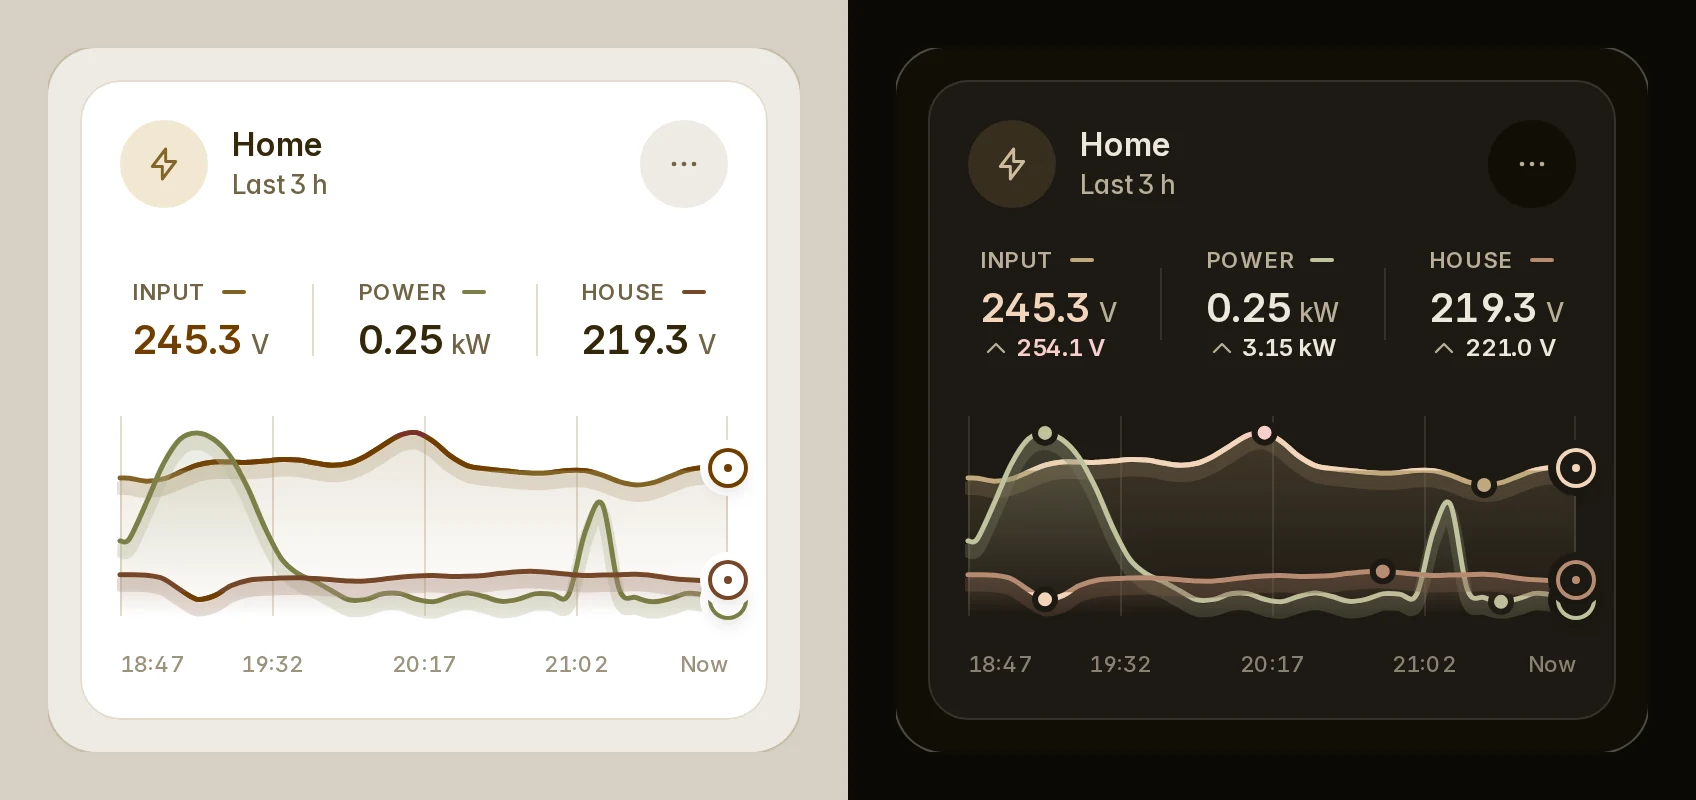 Home
Last 3 h
INPUT
POWER
HOUSE
245.3 V
0.25 kW
219.3 V
18:47
19:32
20:17
21:02
Now
Home
Last 3 h
INPUT
POWER
HOUSE
245.3 V
0.25 kW
219.3 V
254.1 V
3.15 kW
221.0 V
18:47
19:32
20:17
21:02
Now